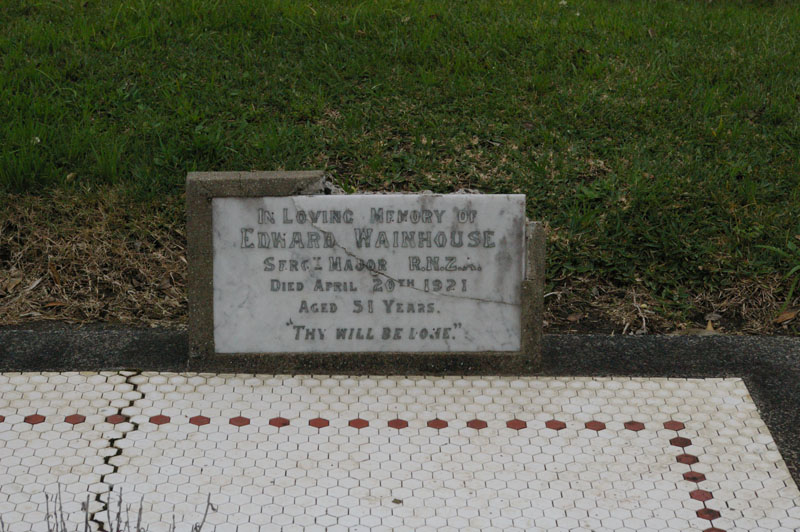 In Loving Memory Of
Edward Wainhouse
Sergt Major R.N.Z.A.
Died April 20th 1921
Aged 51 Years.
"Thy will be done."